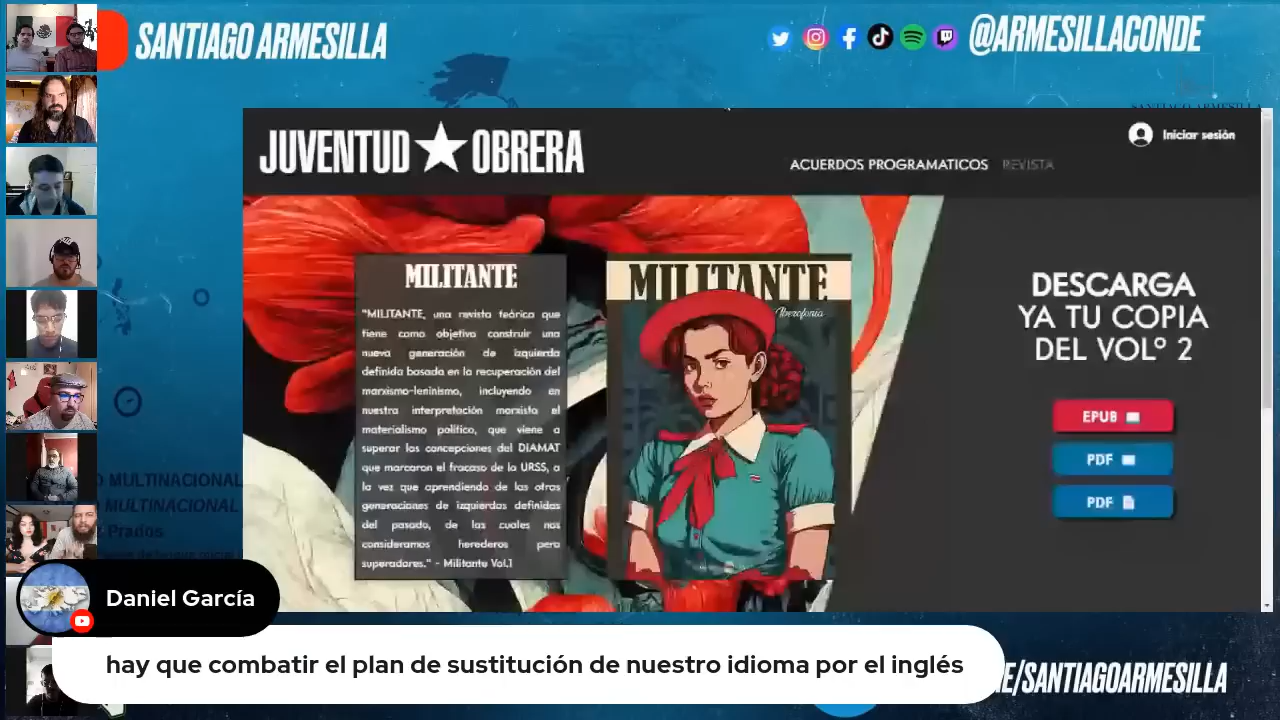 SANTIAGO ARMESILLA
@ARMESILLACONDE
SANTIAGO ARMESILLA
JUVENTUD OBRERA
Iniciar sesión
ACUERDOS PROGRAMATICOS REVISTA
MILITANTE
"MILITANTE, una revista teórica que
tiene como objetivo construir una
nueva generación de izquierda
definida basada en la recuperación del
marxismo-leninismo, incluyendo en
nuestra interpretación marxista el
materialismo político, que viene a
superar las concepciones del DIAMAT
que marcaron el fracaso de la URSS, a
la vez que aprendiendo de las otras
generaciones de izquierdas definidas
del pasado, de las cuales nos
consideramos herederos pero
superadores." - Militante Vol.1
MILITANTE
Iberofonía
DESCARGA
YA TU COPIA
DEL VOLº 2
EPUB
PDF
PDF
MULTINACIONAL
MULTINACIONAL
Prados
Daniel García
hay que combatir el plan de sustitución de nuestro idioma por el inglés
E/SANTIAGOARMESILLA